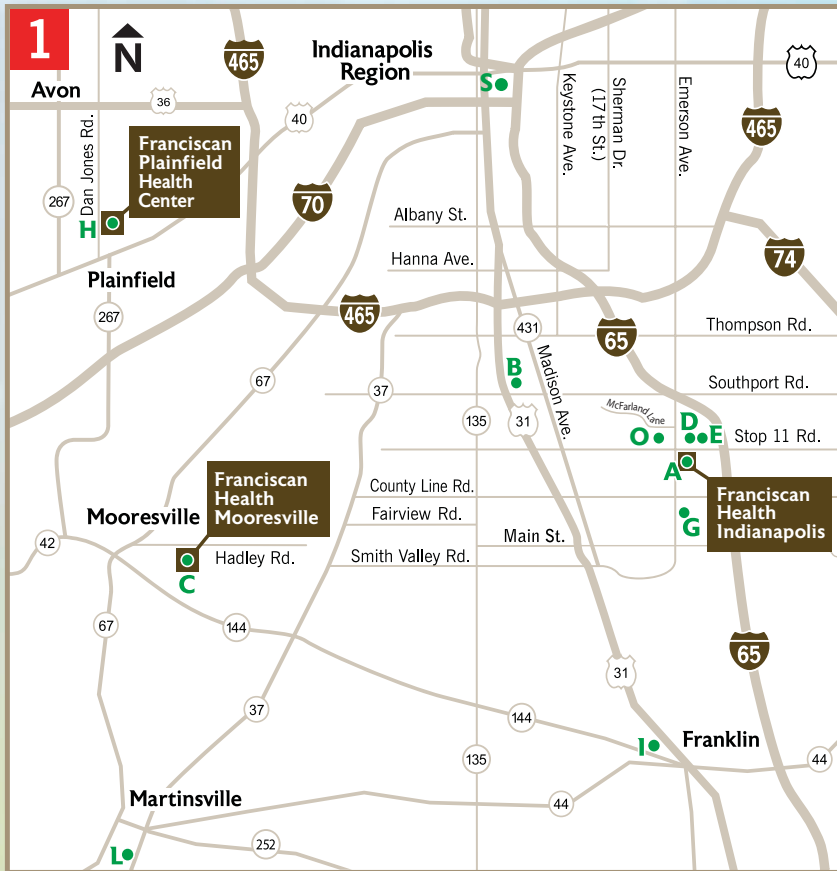 1
N
465
Indianapolis
Region
40
Avon
36
Dan Jones Rd.
40
Keystone Ave.
Sherman Dr.
(17 th St.)
Emerson Ave.
S
465
Franciscan
Plainfield
Health
Center
267
H
70
Albany St.
Hanna Ave.
74
Plainfield
267
465
431
65
Thompson Rd.
Madison Ave.
67
37
B
Southport Rd.
135
31
McFarland Lane
O
D
E
Stop 11 Rd.
A
Franciscan
Health
Indianapolis
Franciscan
Health
Mooresville
County Line Rd.
Fairview Rd.
Main St.
G
Mooresville
42
Hadley Rd.
Smith Valley Rd.
C
67
144
65
31
37
144
I
Franklin
135
44
Martinsville
44
252
L